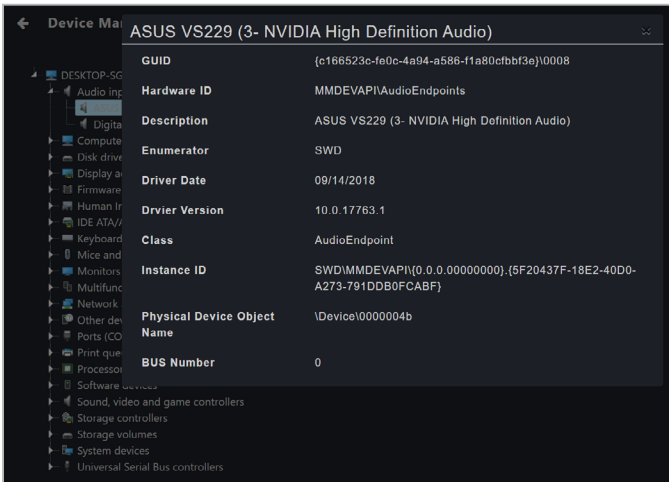 Device Ma
ASUS VS229 (3- NVIDIA High Definition Audio)
GUID {c166523c-fe0c-4a94-a586-f1a80cfbbf3e}\0008
Hardware ID MMDEVAPI\AudioEndpoints
Description ASUS VS229 (3- NVIDIA High Definition Audio)
Enumerator SWD
Driver Date 09/14/2018
Drvier Version 10.0.17763.1
Class AudioEndpoint
Instance ID SWD\MMDEVAPI\{0.0.0.00000000}.{5F20437F-18E2-40D0-
A273-791DDB0FCABF}
Physical Device Object \Device\0000004b
Name
BUS Number 0
DESKTOP-SG
Audio inp
Digita
Compute
Disk drive
Display a
Firmware
Human In
IDE ATA/A
Keyboard
Mice and
Monitors
Multifunc
Network
Other dev
Ports (CO
Print que
Processor
Software devices
Sound, video and game controllers
Storage controllers
Storage volumes
System devices
Universal Serial Bus controllers